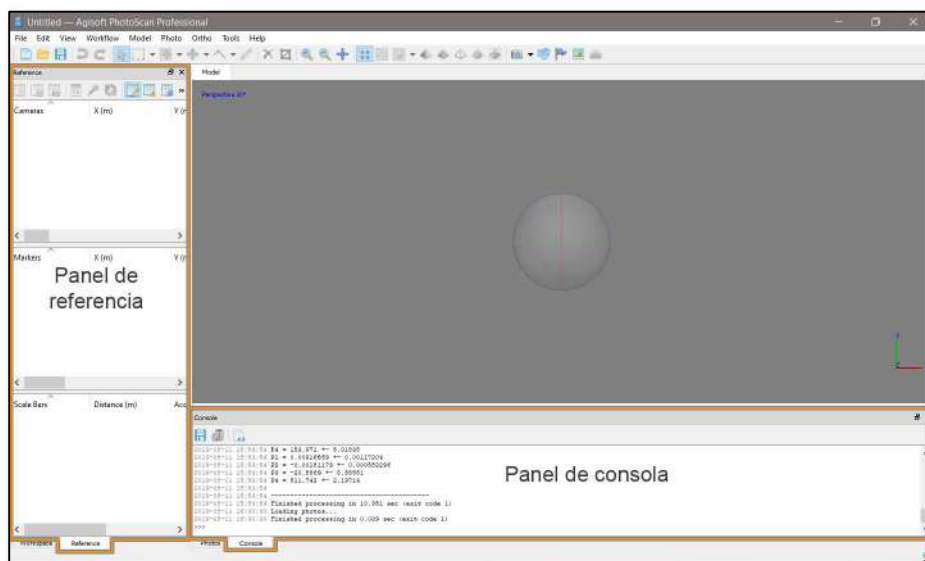 Untitled — Agisoft PhotoScan Professional
File Edit View Workflow Model Photo Ortho Tools Help
Reference
Model
Perspective 30°
Cameras X (m) Y (m
Markers X (m) Y (m
Panel de
referencia
Scale Bars Distance (m) Acc
Console
Panel de consola
Finished processing in 10.951 sec (exit code 1)
Loading photos...
Finished processing in 0.009 sec (exit code 1)
>>>
Workspace Reference Photos Console